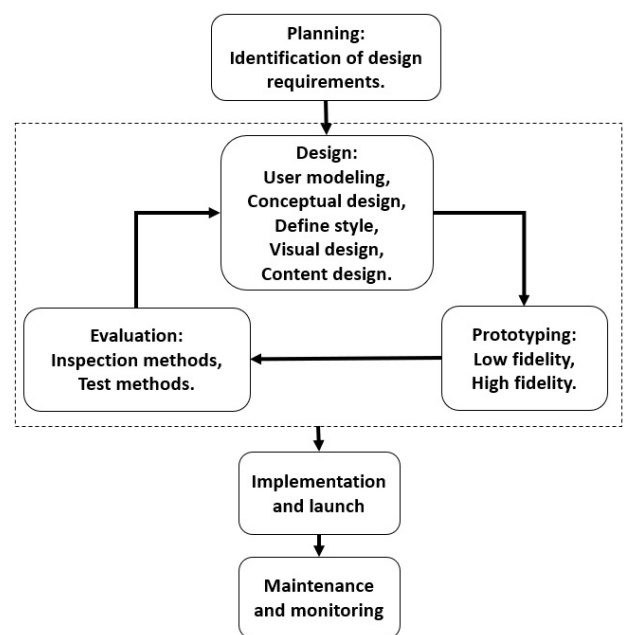 Planning:
Identification of design
requirements.
Design:
User modeling,
Conceptual design,
Define style,
Visual design,
Content design.
Evaluation:
Inspection methods,
Test methods.
Prototyping:
Low fidelity,
High fidelity.
Implementation
and launch
Maintenance
and monitoring